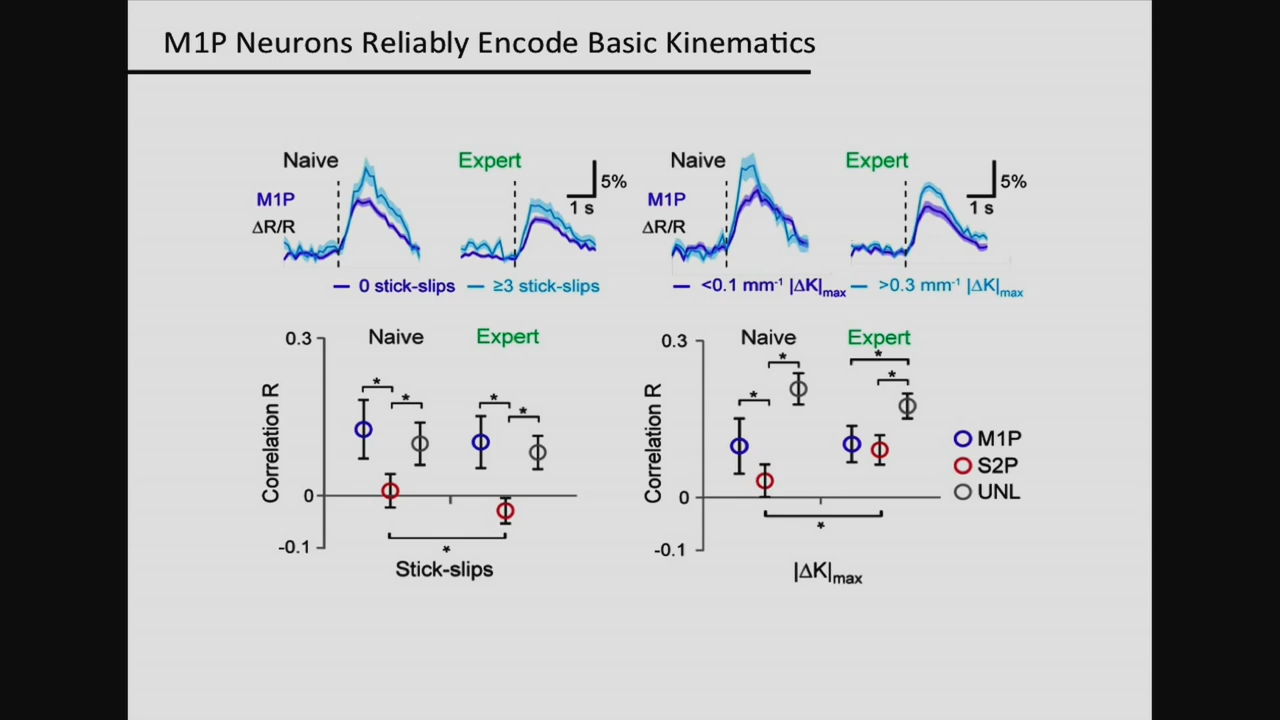 M1P Neurons Reliably Encode Basic Kinematics
Naive
Expert
5%
1 s
M1P
ΔR/R
0 stick-slips
≥3 stick-slips
Naive
Expert
5%
1 s
M1P
ΔR/R
<0.1 mm⁻¹ |ΔK|max
>0.3 mm⁻¹ |ΔK|max
0.3
Naive
Expert
*
*
*
*
Correlation R
0
-0.1
*
Stick-slips
0.3
Naive
Expert
*
*
*
*
Correlation R
0
-0.1
*
|ΔK|max
M1P
S2P
UNL